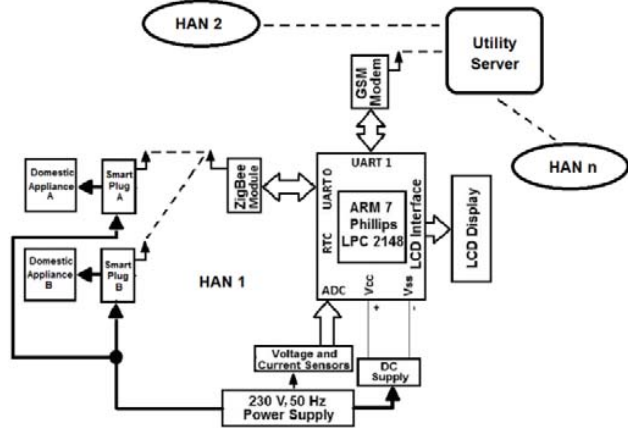 HAN 2
Utility
Server
GSM
Modem
HAN n
UART 1
Domestic
Appliance
A
Smart
Plug
A
ZigBee
Module
UART 0
ARM 7
Phillips
LPC 2148
RTC
LCD Interface
LCD Display
Domestic
Appliance
B
Smart
Plug
B
HAN 1
ADC
Vcc
Vss
+
-
Voltage and
Current Sensors
DC
Supply
230 V, 50 Hz
Power Supply